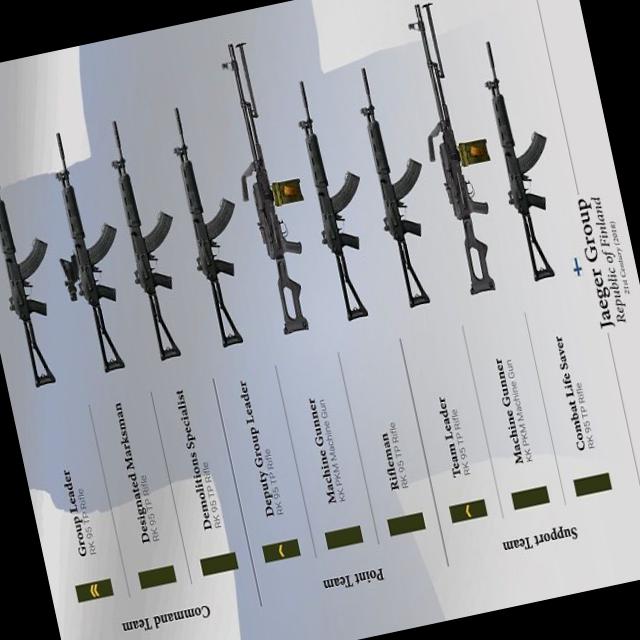 Jaeger Group
Republic of Finland
21st Century (2018)
Command Team
Group Leader
RK 95 TP Rifle
Designated Marksman
RK 95 TP Rifle
Demolitions Specialist
RK 95 TP Rifle
Point Team
Deputy Group Leader
RK 95 TP Rifle
Machine Gunner
KK PKM Machine Gun
Rifleman
RK 95 TP Rifle
Support Team
Team Leader
RK 95 TP Rifle
Machine Gunner
KK PKM Machine Gun
Combat Life Saver
RK 95 TP Rifle